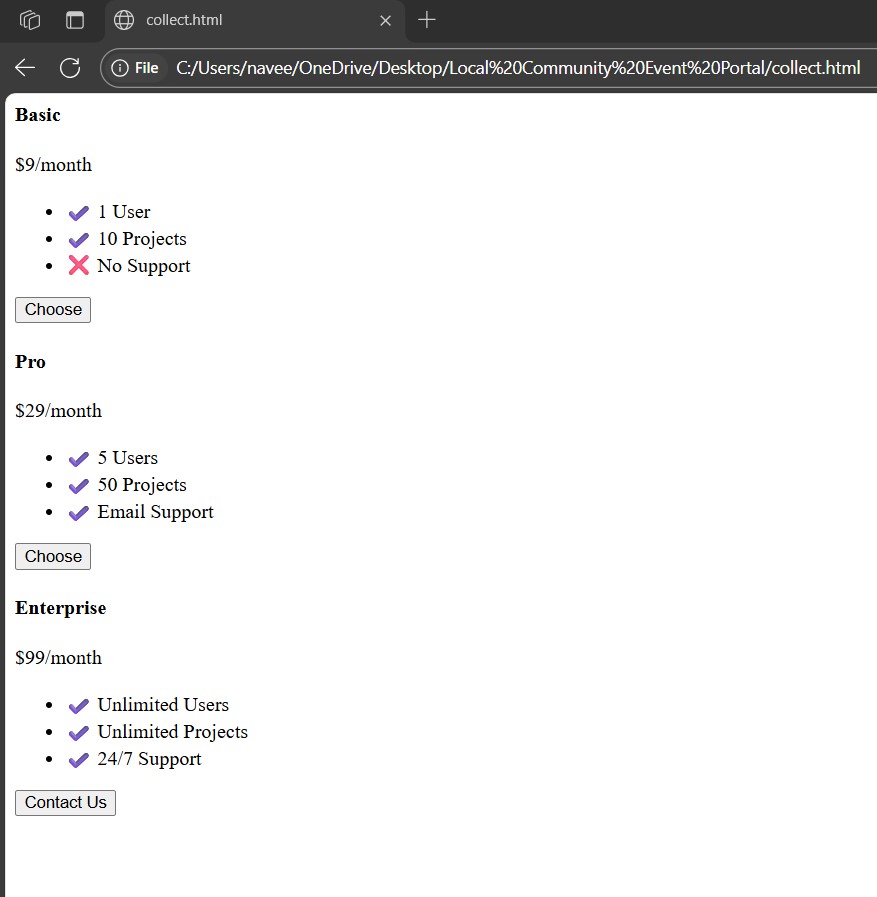 collect.html
File C:/Users/navee/OneDrive/Desktop/Local%20Community%20Event%20Portal/collect.html
Basic
$9/month
✔ 1 User
✔ 10 Projects
❌ No Support
Choose
Pro
$29/month
✔ 5 Users
✔ 50 Projects
✔ Email Support
Choose
Enterprise
$99/month
✔ Unlimited Users
✔ Unlimited Projects
✔ 24/7 Support
Contact Us